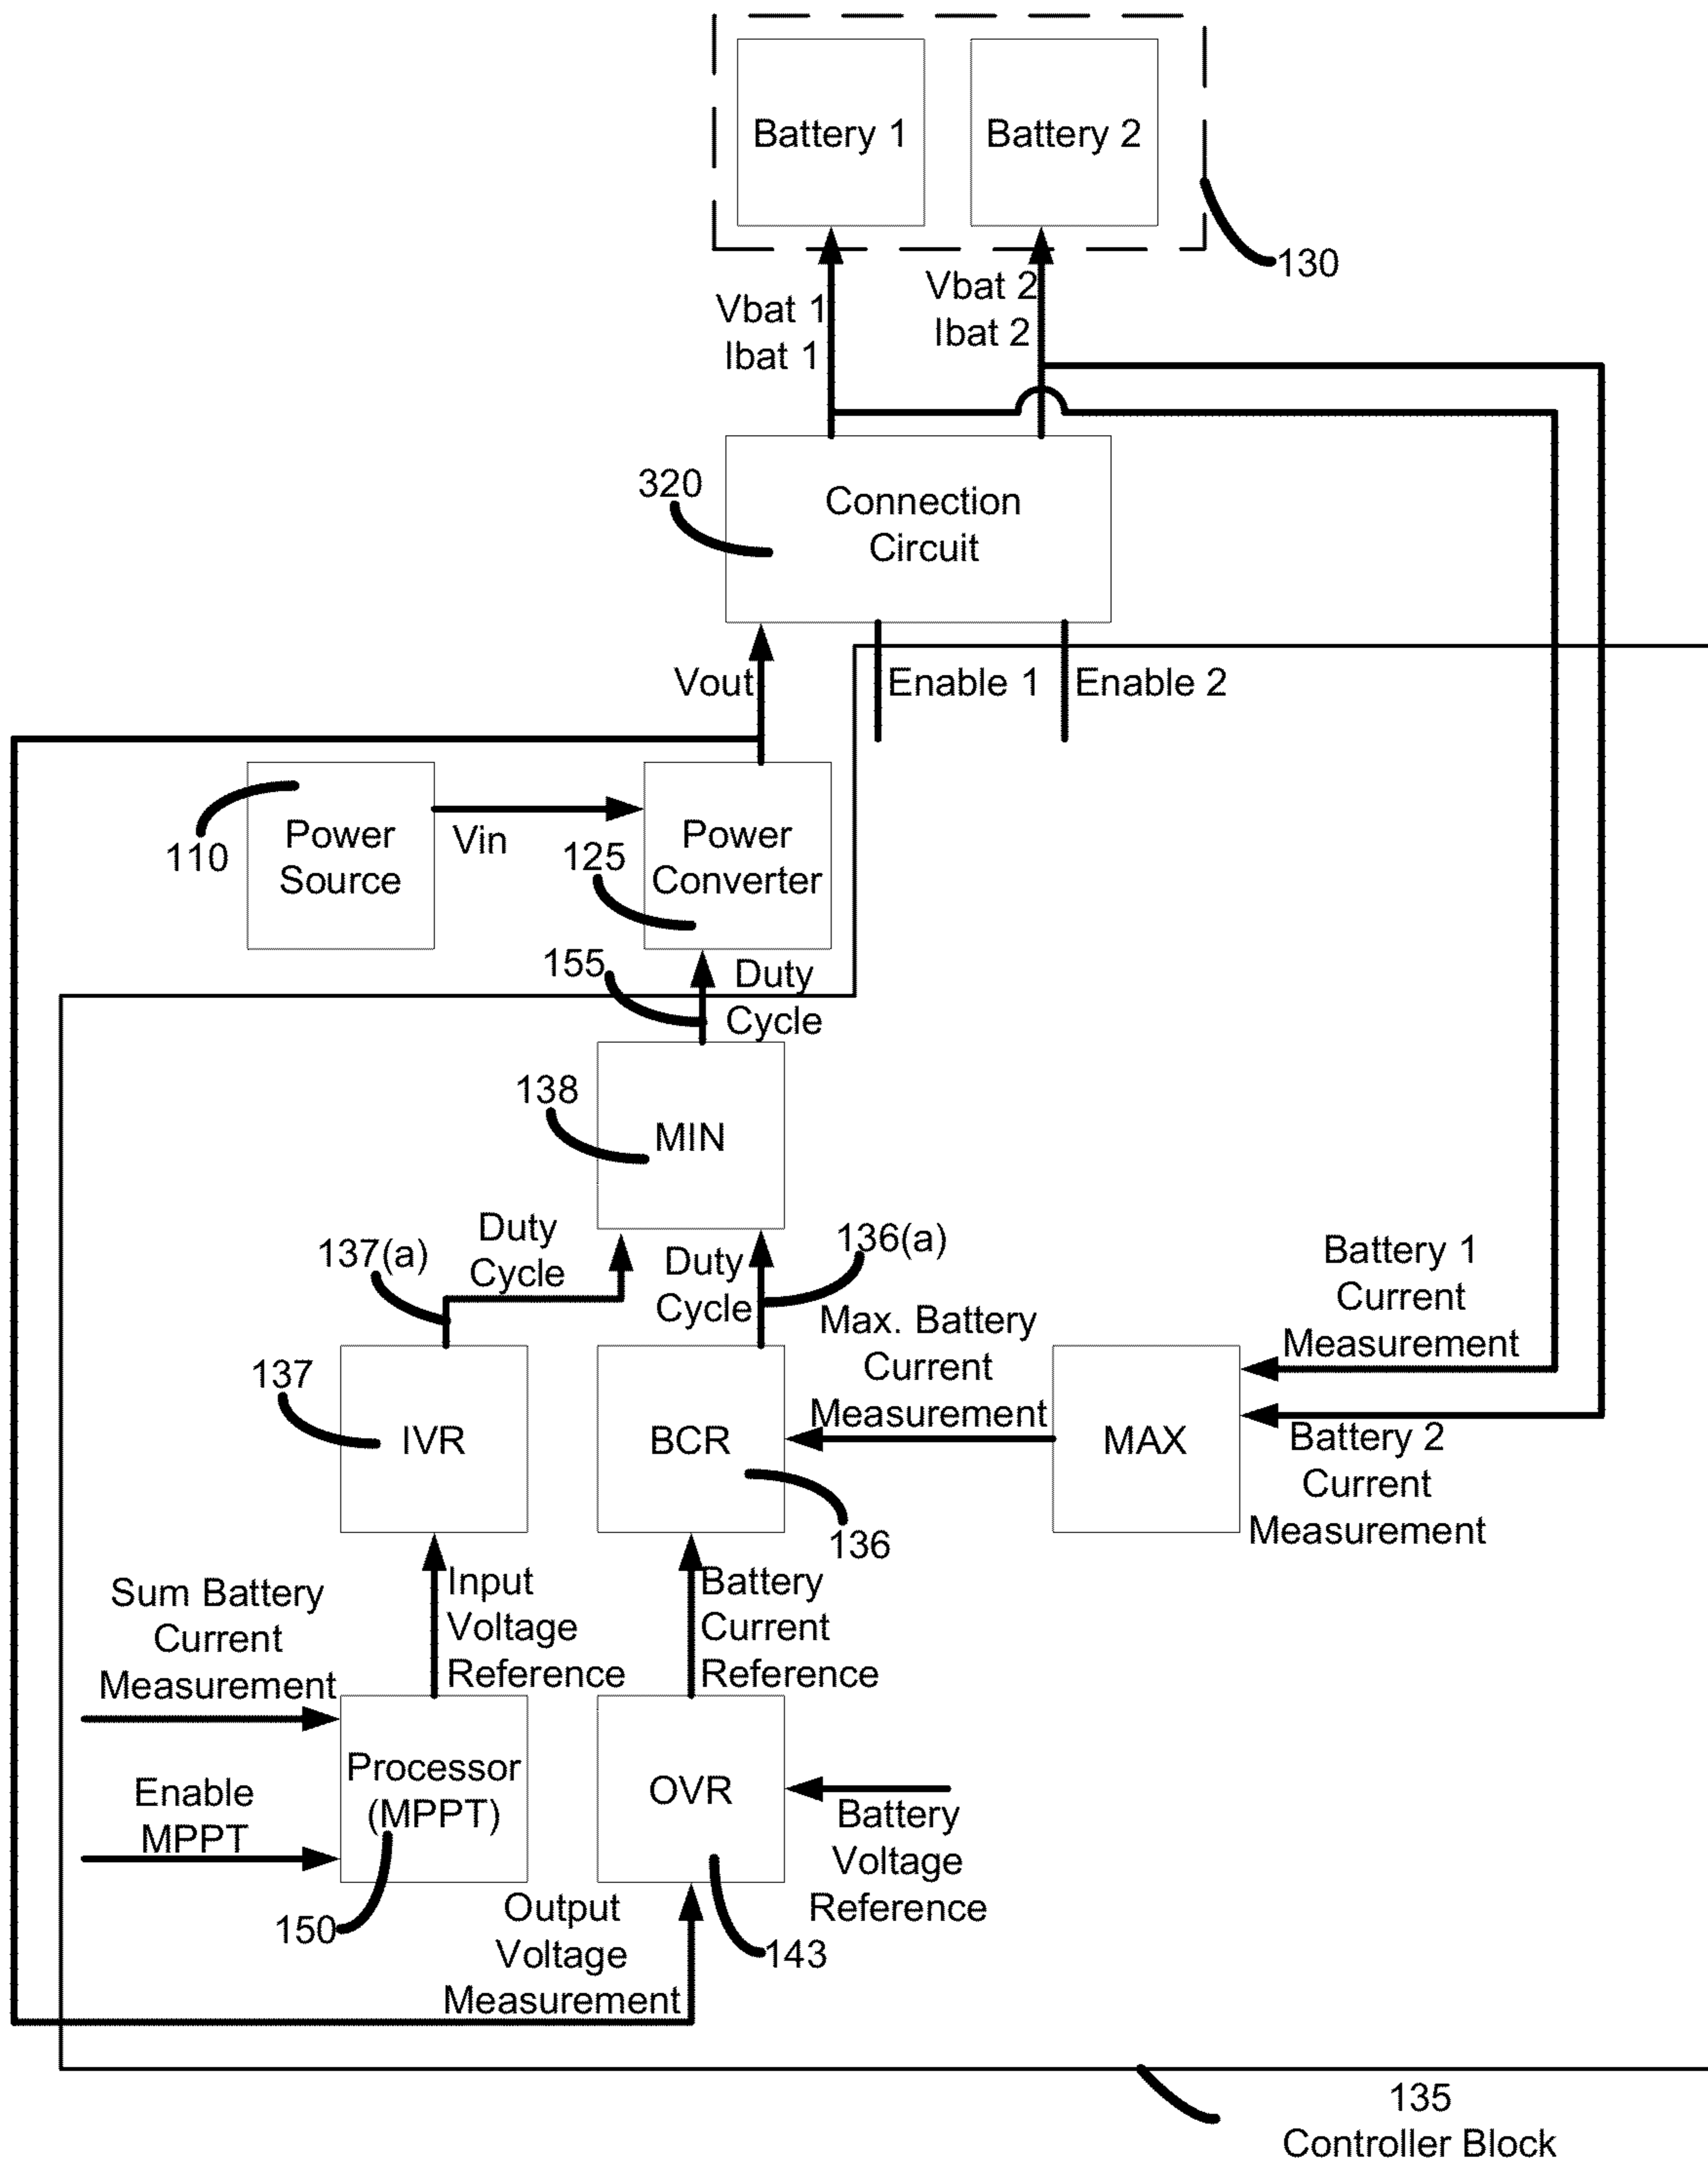 Battery 1
Battery 2
130
Vbat 1
Ibat 1
Vbat 2
Ibat 2
320
Connection
Circuit
Vout
Enable 1
Enable 2
110
Power
Source
Vin
125
Power
Converter
155
Duty
Cycle
138
MIN
137(a)
Duty
Cycle
Duty
Cycle
136(a)
Max. Battery
Current
Measurement
Battery 1
Current
Measurement
137
IVR
BCR
136
MAX
Battery 2
Current
Measurement
Sum Battery
Current
Measurement
Input
Voltage
Reference
Battery
Current
Reference
Enable
MPPT
Processor
(MPPT)
150
OVR
Battery
Voltage
Reference
Output
Voltage
Measurement
143
135
Controller Block